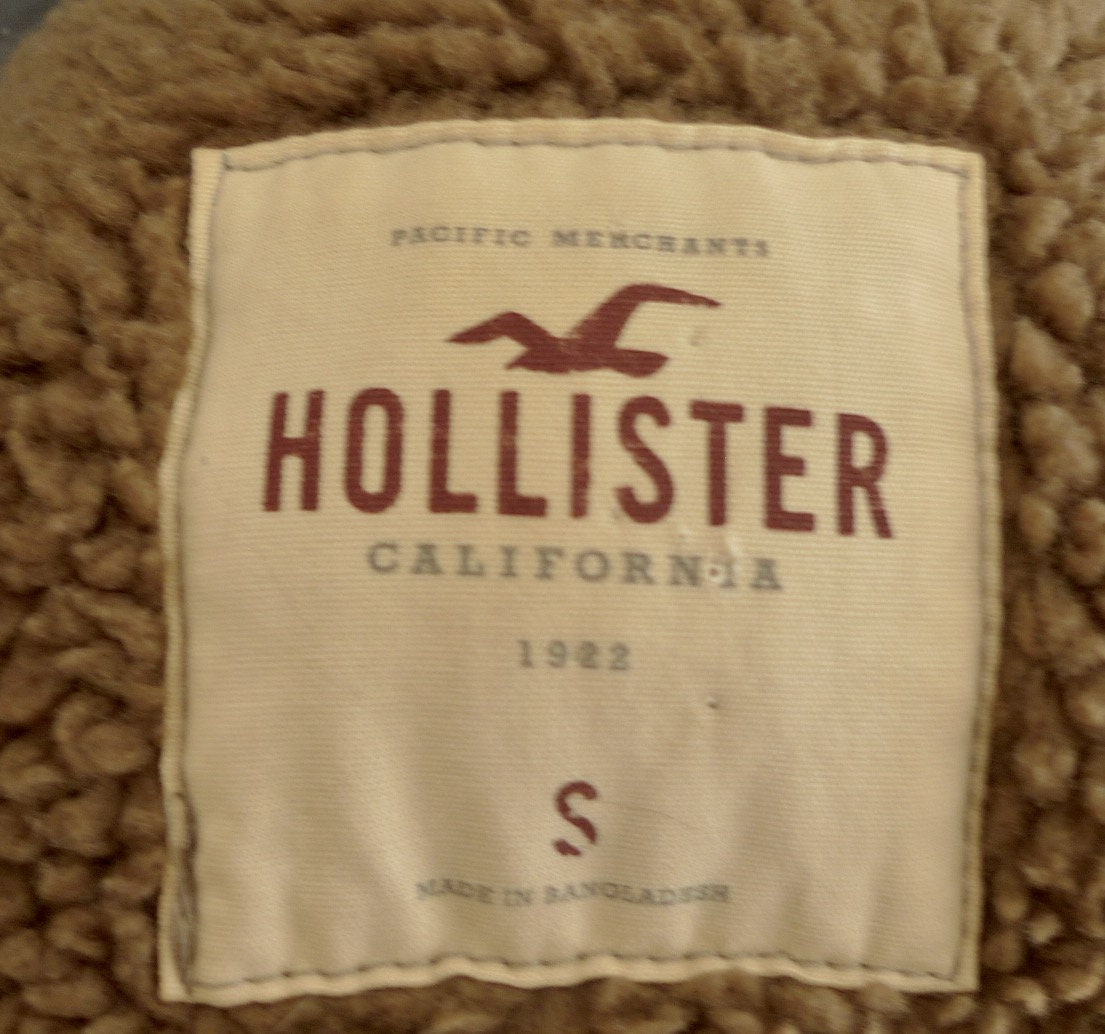 PACIFIC MERCHANTS
HOLLISTER
CALIFORNIA
1922
S
MADE IN BANGLADESH